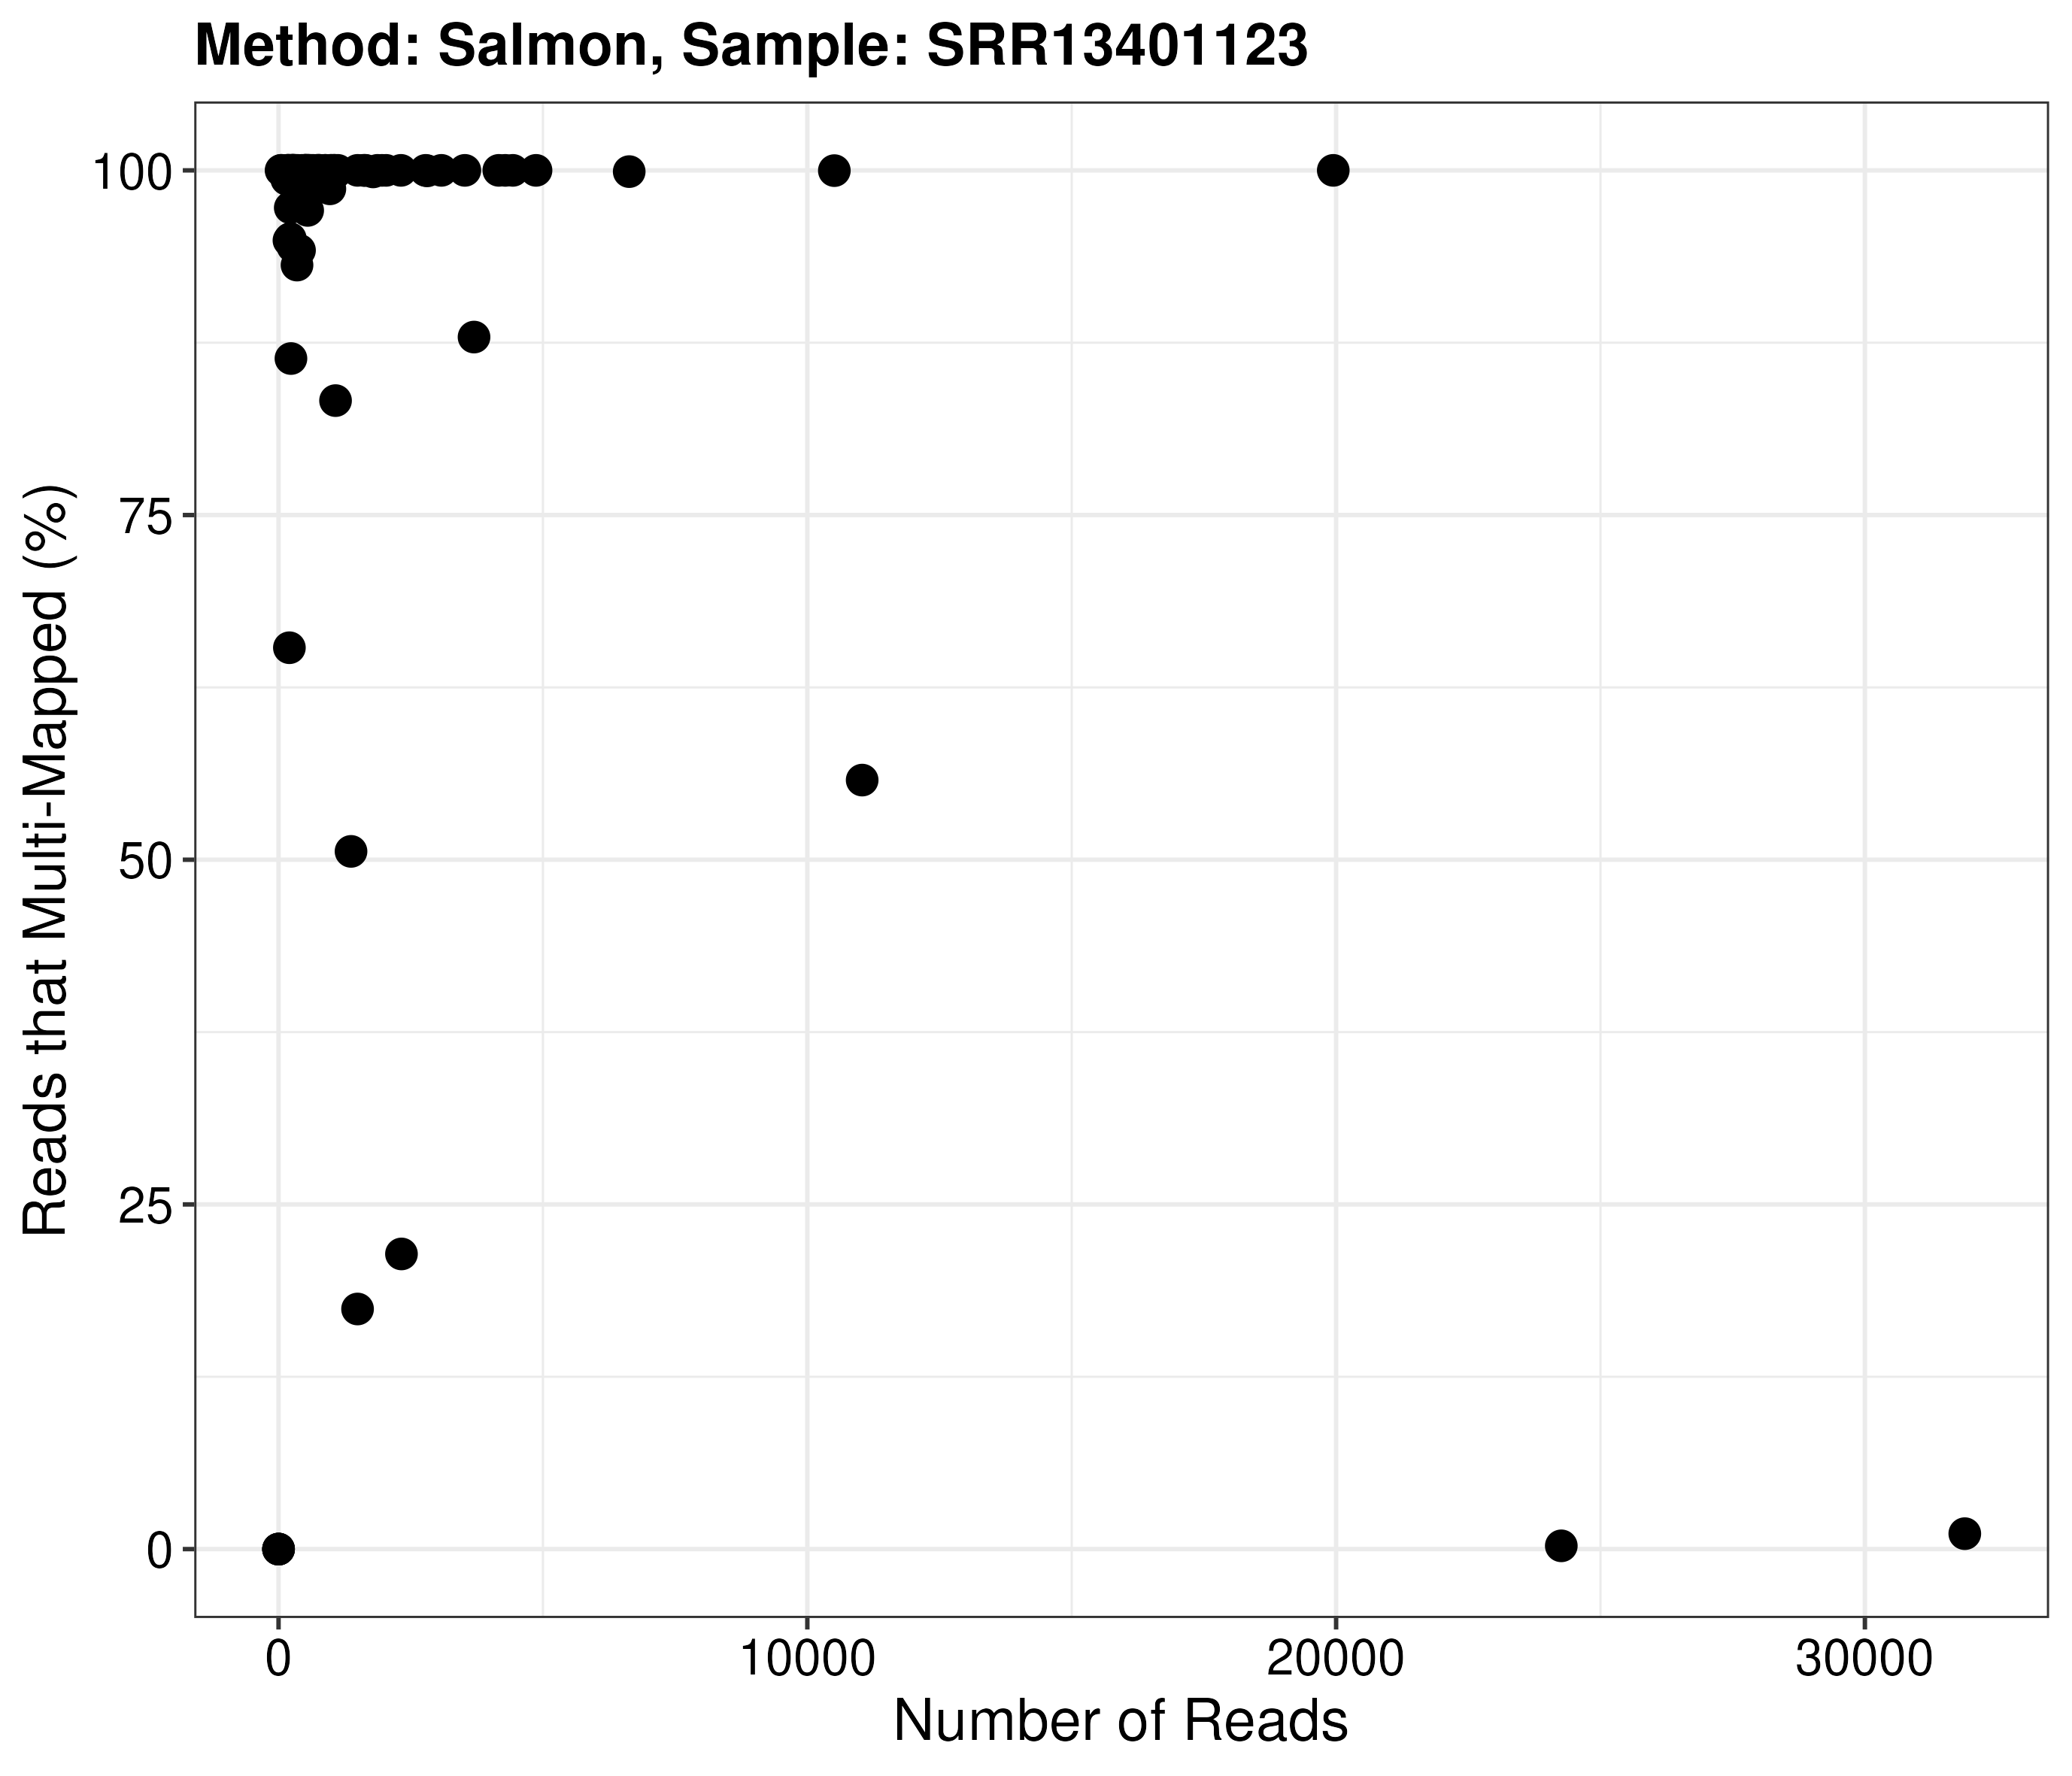 Method: Salmon, Sample: SRR13401123
Reads that Multi-Mapped (%)
100
75
50
25
0
0 10000 20000 30000
Number of Reads